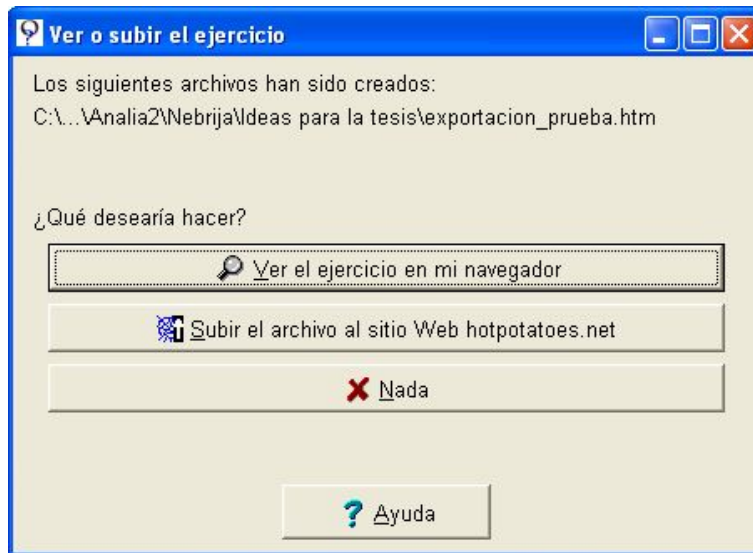 Ver o subir el ejercicio
Los siguientes archivos han sido creados:
C:\...\Analia2\Nebrija\Ideas para la tesis\exportacion_prueba.htm
¿Qué desearía hacer?
Ver el ejercicio en mi navegador
Subir el archivo al sitio Web hotpotatoes.net
Nada
Ayuda